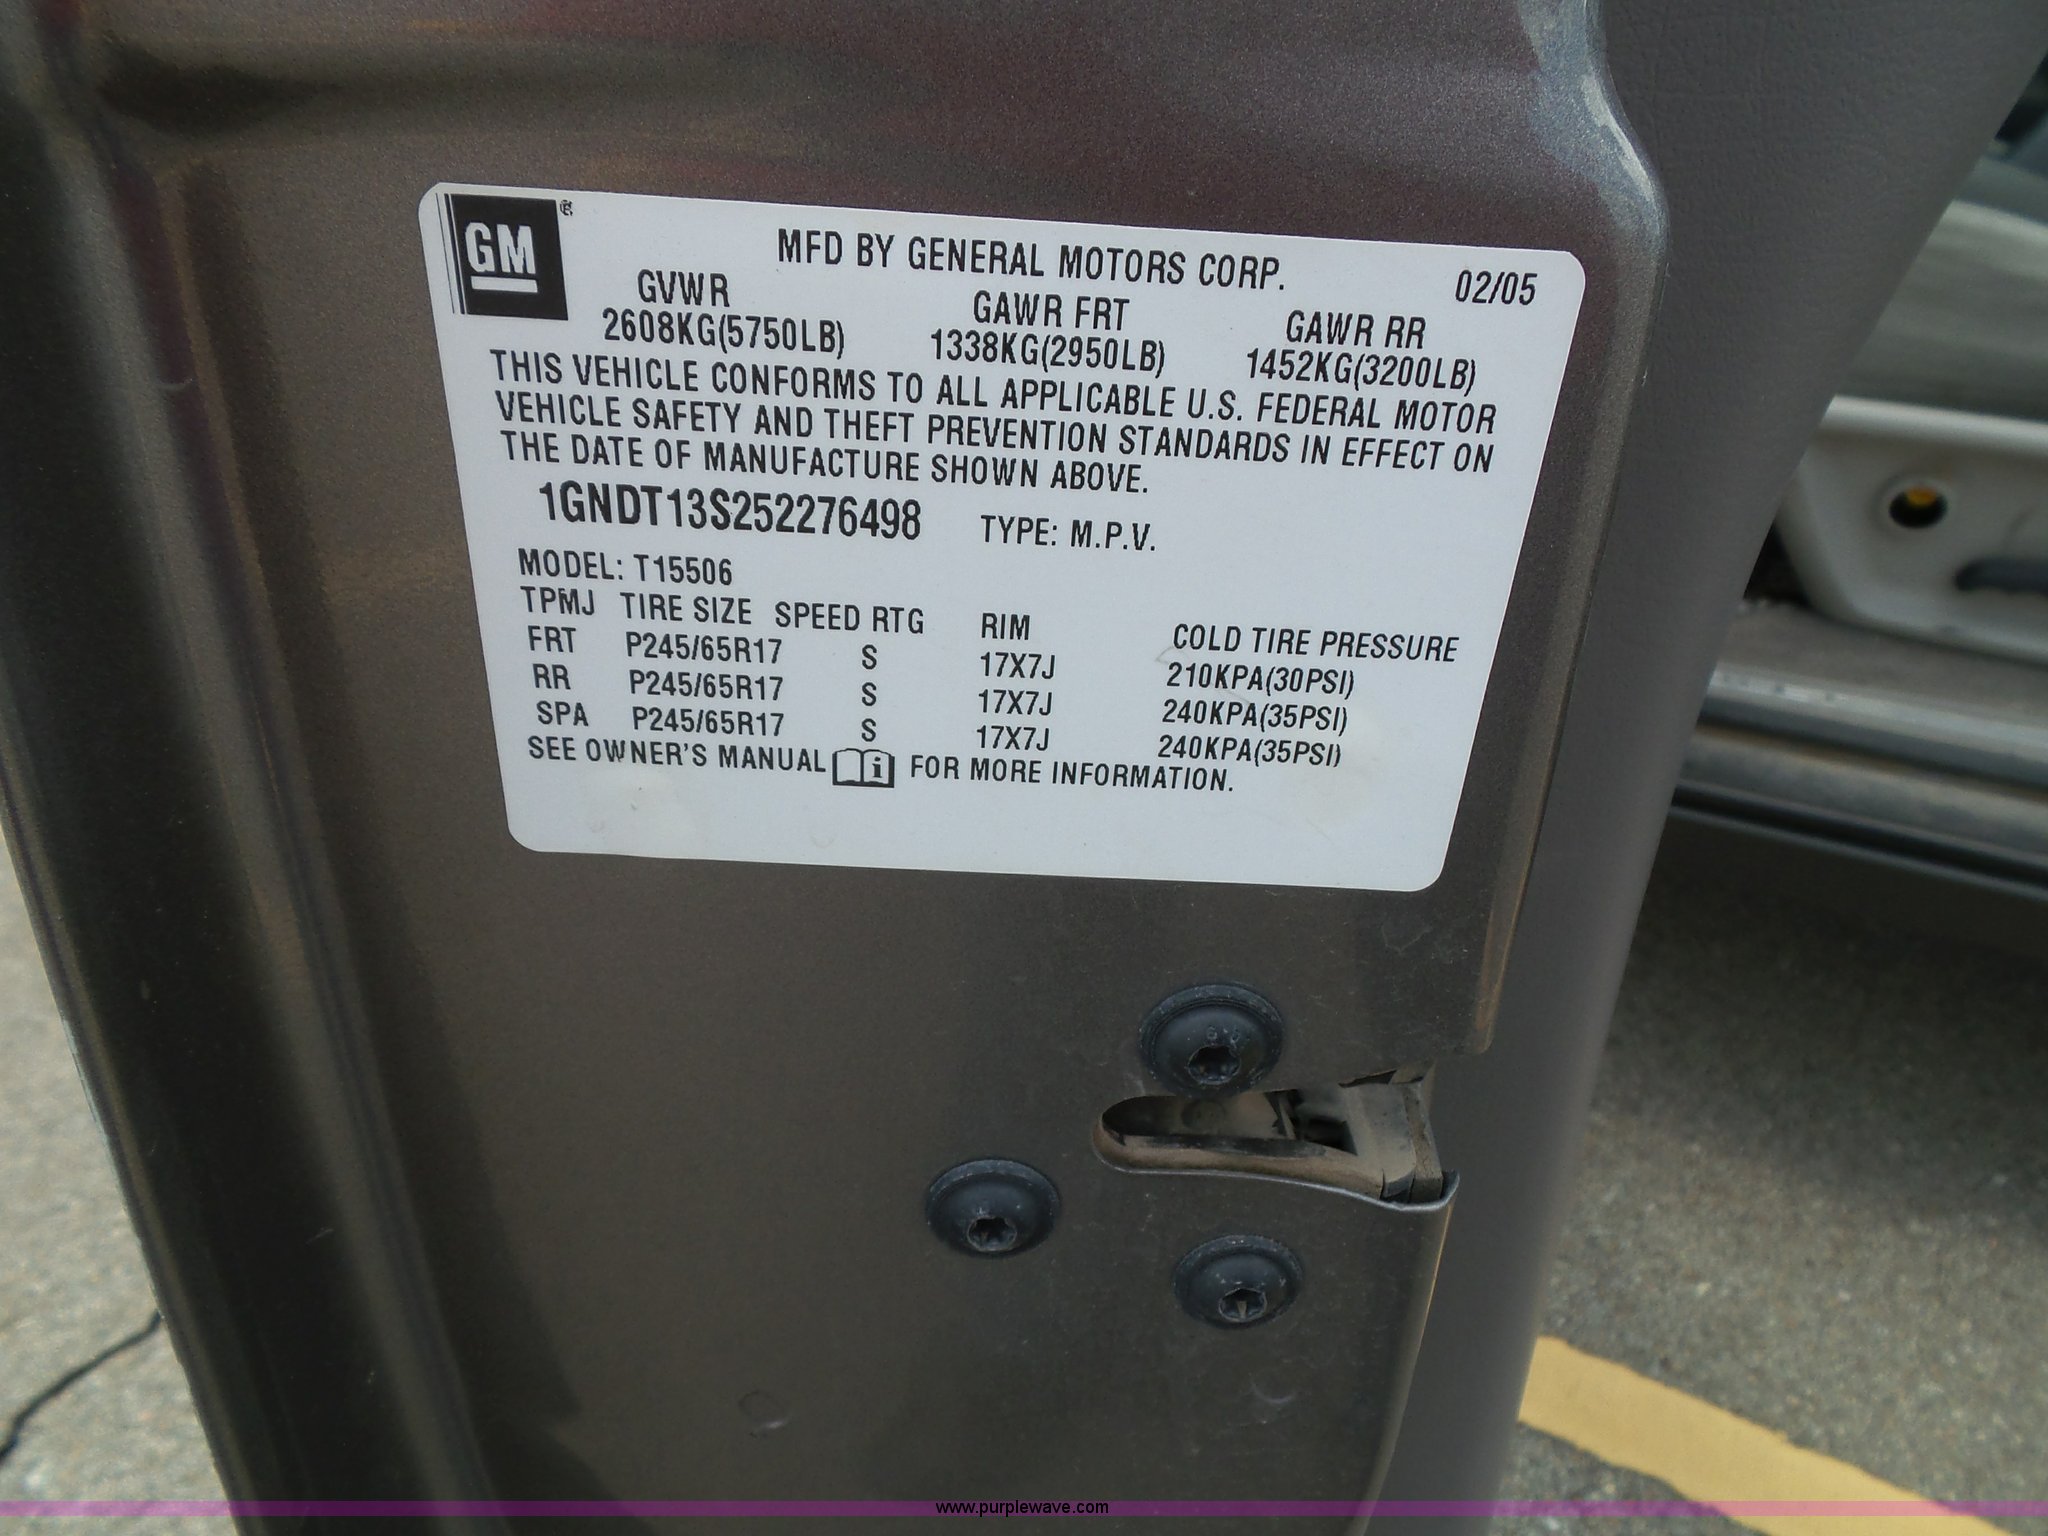 GM®
MFD BY GENERAL MOTORS CORP. 02/05
GVWR GAWR FRT GAWR RR
2608KG(5750LB) 1338KG(2950LB) 1452KG(3200LB)
THIS VEHICLE CONFORMS TO ALL APPLICABLE U.S. FEDERAL MOTOR
VEHICLE SAFETY AND THEFT PREVENTION STANDARDS IN EFFECT ON
THE DATE OF MANUFACTURE SHOWN ABOVE.
1GNDT13S252276498 TYPE: M.P.V.
MODEL: T15506
TPMJ TIRE SIZE SPEED RTG RIM COLD TIRE PRESSURE
FRT P245/65R17 S 17X7J 210KPA(30PSI)
RR P245/65R17 S 17X7J 240KPA(35PSI)
SPA P245/65R17 S 17X7J 240KPA(35PSI)
SEE OWNER'S MANUAL i FOR MORE INFORMATION.
www.purplewave.com